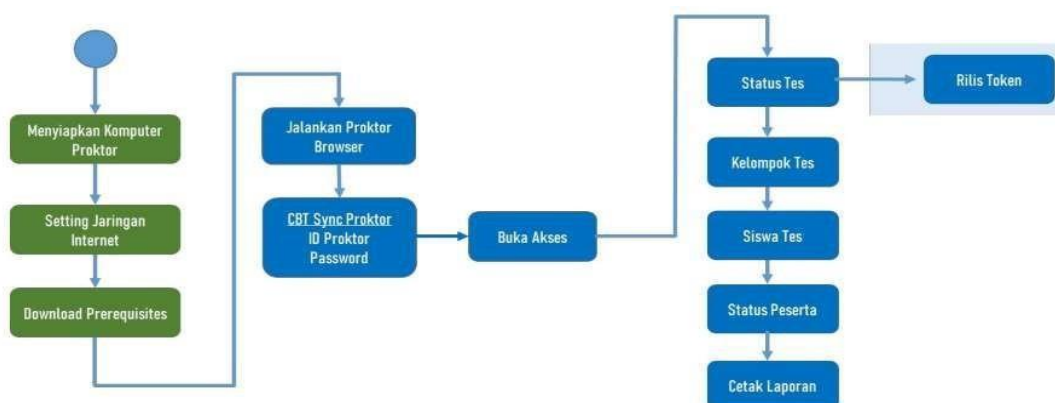 Menyiapkan Komputer
Proktor
Setting Jaringan
Internet
Download Prerequisites
Jalankan Proktor
Browser
CBT Sync Proktor
ID Proktor
Password
Buka Akses
Status Tes
Kelompok Tes
Siswa Tes
Status Peserta
Cetak Laporan
Rilis Token